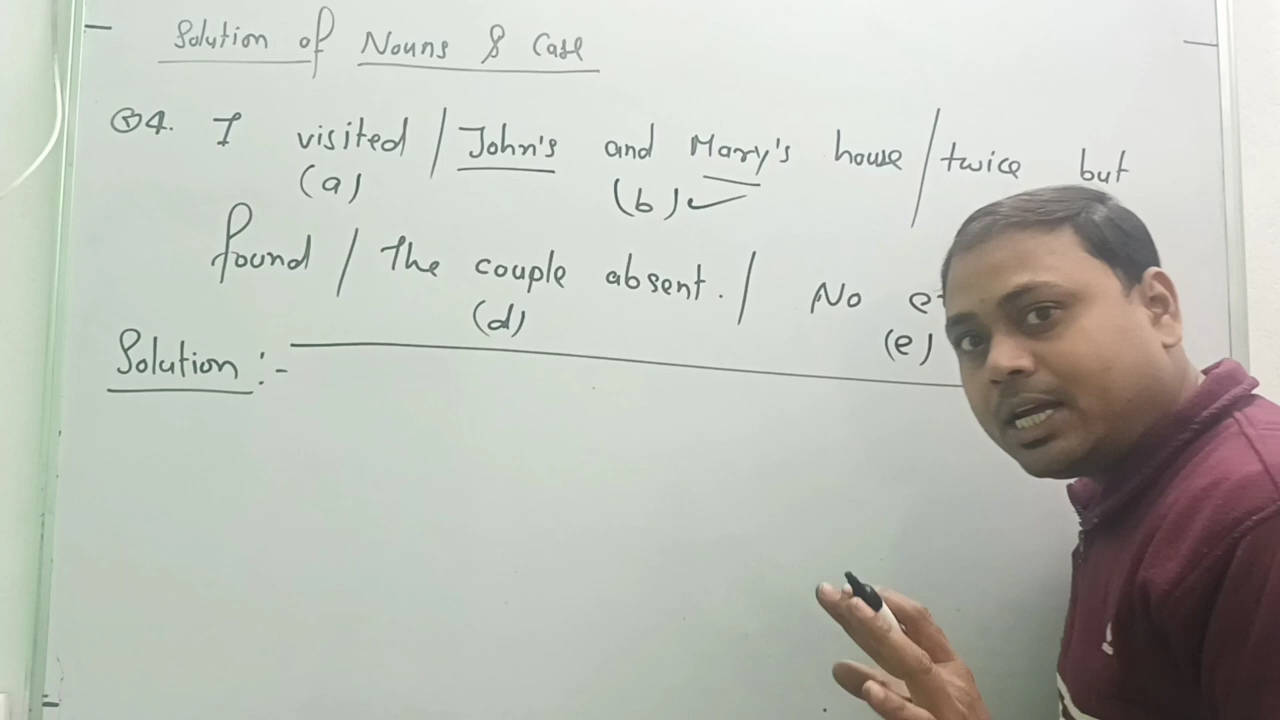 Solution of Nouns & Case
Q4. I visited / John's and Mary's house / twice but
(a) (b) ✓
found / the couple absent. / No
(d) (e)
Solution :-